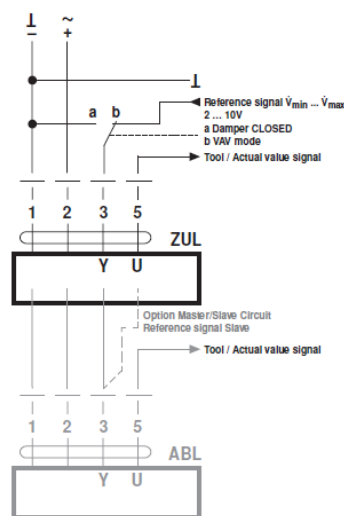 ⊥ ~
– +
⊥
a b
Reference signal V̇min ... V̇max
2 ... 10V
a Damper CLOSED
b VAV mode
Tool / Actual value signal
1 2 3 5
ZUL
Y U
Option Master/Slave Circuit
Reference signal Slave
Tool / Actual value signal
1 2 3 5
ABL
Y U